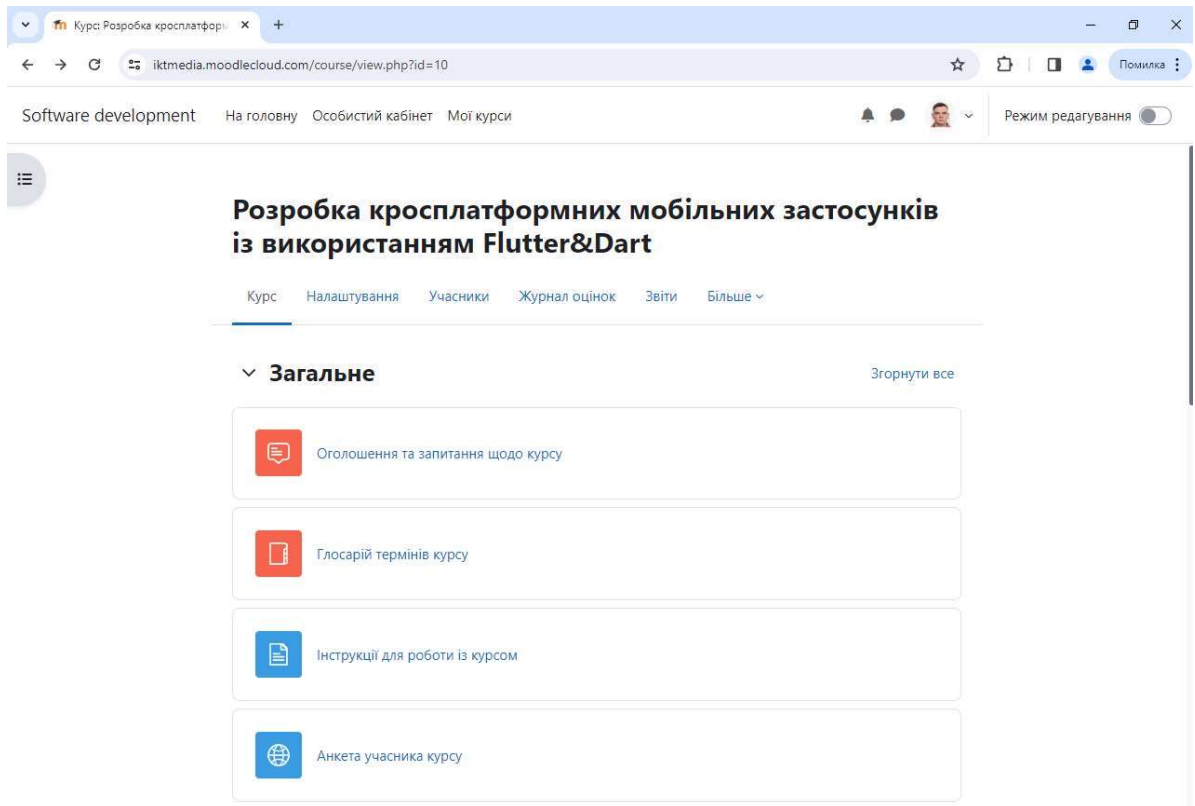 Курс: Розробка кросплатфор
iktmedia.moodlecloud.com/course/view.php?id=10
Помилка
Software development На головну Особистий кабінет Мої курси Режим редагування
Розробка кросплатформних мобільних застосунків
із використанням Flutter&Dart
Курс Налаштування Учасники Журнал оцінок Звіти Більше
Загальне Згорнути все
Оголошення та запитання щодо курсу
Глосарій термінів курсу
Інструкції для роботи із курсом
Анкета учасника курсу